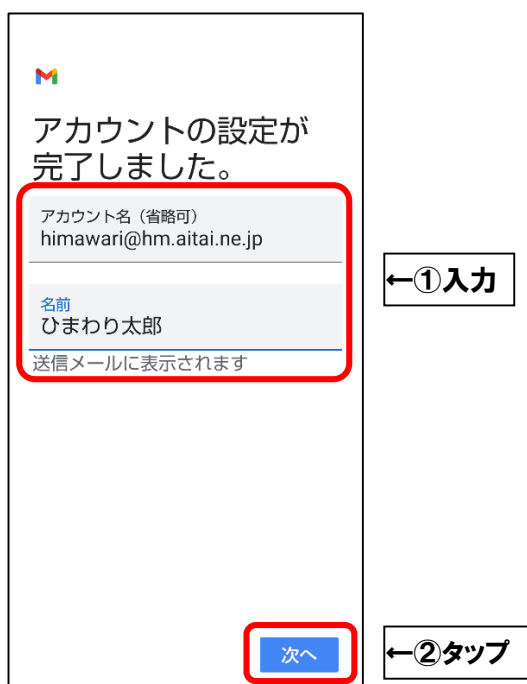 アカウントの設定が
完了しました。
アカウント名（省略可）
himawari@hm.aitai.ne.jp
←①入力
名前
ひまわり太郎
送信メールに表示されます
次へ
←②タップ